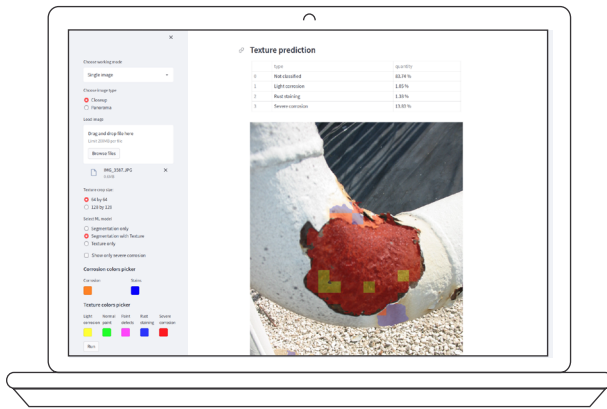 ×
Choose working mode
Single image
Choose image type
Closeup
Panorama
Load image
Drag and drop file here
Limit 200MB per file
Browse files
IMG_3387.JPG ×
Texture crop size:
64 by 64
128 by 128
Select ML model
Segmentation only
Segmentation with Texture
Texture only
Show only severe corrosion
Corrosion colors picker
Corrosion Stains
Texture colors picker
Light corrosion Normal paint Paint defects Rust staining Severe corrosion
Run
Texture prediction
type quantity
0 Not classified 83.74 %
1 Light corrosion 1.03 %
2 Rust staining 1.38 %
3 Severe corrosion 13.85 %